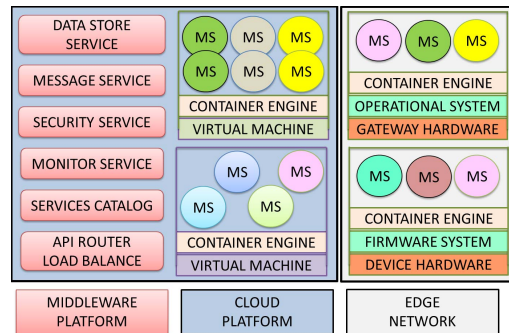 DATA STORE
SERVICE
MESSAGE SERVICE
SECURITY SERVICE
MONITOR SERVICE
SERVICES CATALOG
API ROUTER
LOAD BALANCE
MS MS MS
MS MS MS
CONTAINER ENGINE
VIRTUAL MACHINE
MS MS
MS MS
CONTAINER ENGINE
VIRTUAL MACHINE
MS MS MS
CONTAINER ENGINE
OPERATIONAL SYSTEM
GATEWAY HARDWARE
MS MS MS
CONTAINER ENGINE
FIRMWARE SYSTEM
DEVICE HARDWARE
MIDDLEWARE
PLATFORM
CLOUD
PLATFORM
EDGE
NETWORK